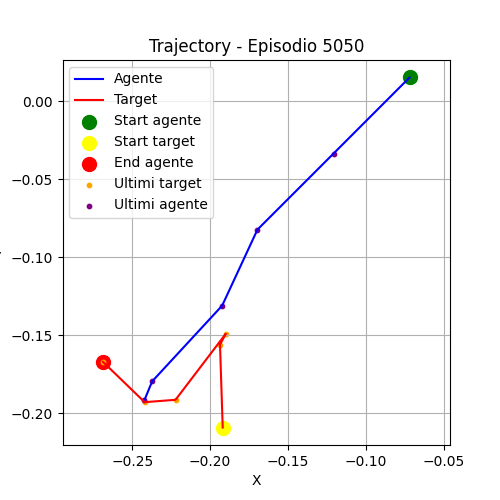 Trajectory - Episodio 5050
Agente
Target
Start agente
Start target
End agente
Ultimi target
Ultimi agente
0.00
−0.05
−0.10
−0.15
−0.20
−0.25
−0.20
−0.15
−0.10
−0.05
X